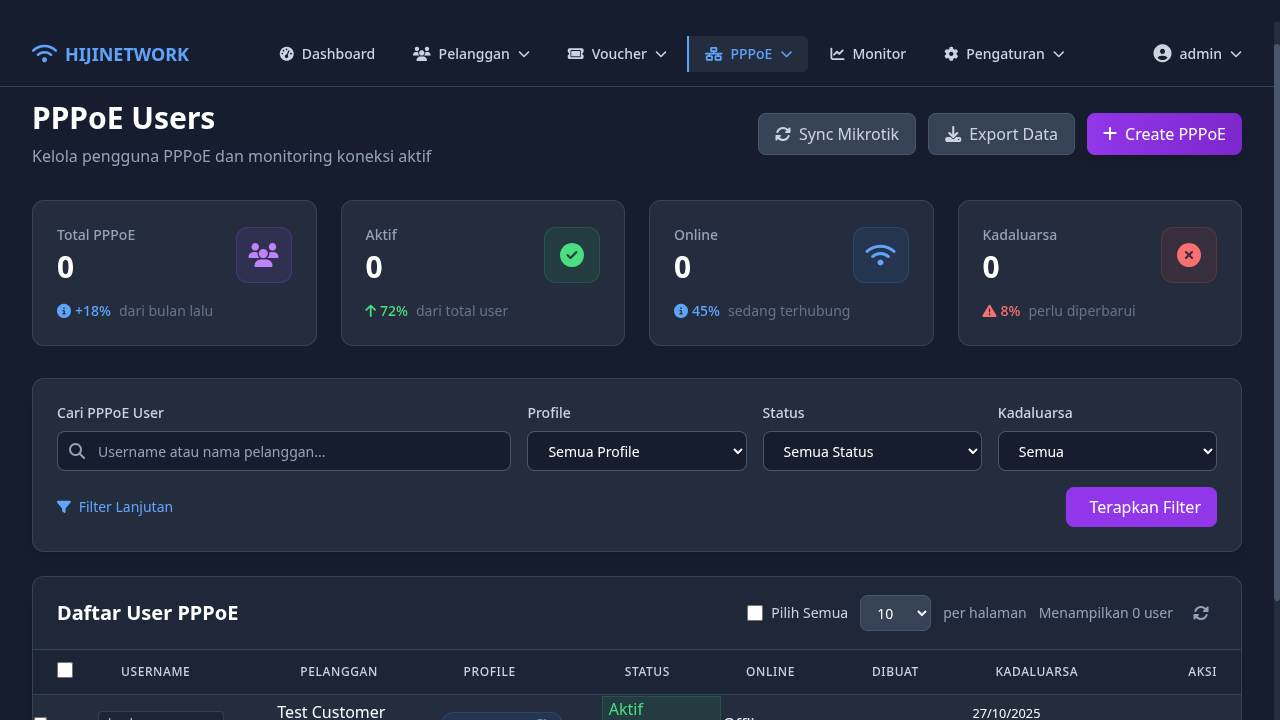 HIJINETWORK
Dashboard
Pelanggan
Voucher
PPPoE
Monitor
Pengaturan
admin
PPPoE Users
Kelola pengguna PPPoE dan monitoring koneksi aktif
Sync Mikrotik
Export Data
Create PPPoE
Total PPPoE
0
+18% dari bulan lalu
Aktif
0
72% dari total user
Online
0
45% sedang terhubung
Kadaluarsa
0
8% perlu diperbarui
Cari PPPoE User
Username atau nama pelanggan...
Profile
Semua Profile
Status
Semua Status
Kadaluarsa
Semua
Filter Lanjutan
Terapkan Filter
Daftar User PPPoE
Pilih Semua
10
per halaman
Menampilkan 0 user
USERNAME PELANGGAN PROFILE STATUS ONLINE DIBUAT KADALUARSA AKSI
Test Customer
Aktif
27/10/2025